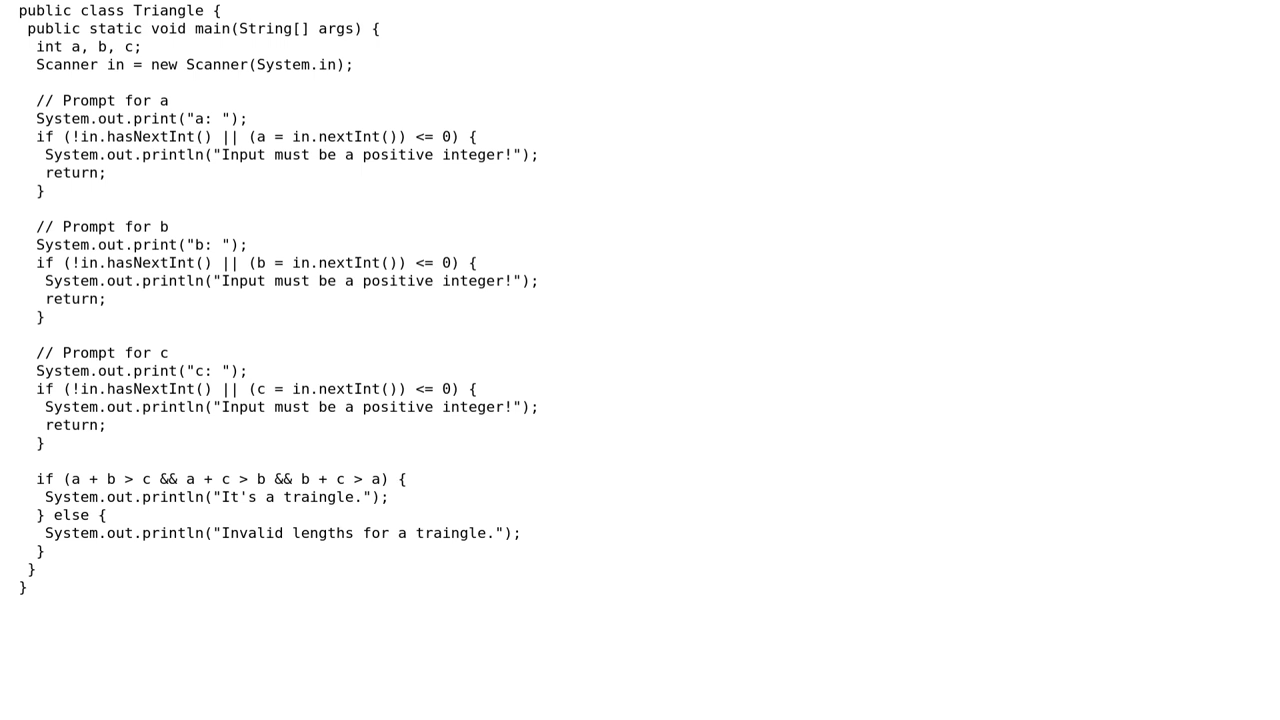 public class Triangle {
public static void main(String[] args) {
int a, b, c;
Scanner in = new Scanner(System.in);
// Prompt for a
System.out.print("a: ");
if (!in.hasNextInt() || (a = in.nextInt()) <= 0) {
System.out.println("Input must be a positive integer!");
return;
}
// Prompt for b
System.out.print("b: ");
if (!in.hasNextInt() || (b = in.nextInt()) <= 0) {
System.out.println("Input must be a positive integer!");
return;
}
// Prompt for c
System.out.print("c: ");
if (!in.hasNextInt() || (c = in.nextInt()) <= 0) {
System.out.println("Input must be a positive integer!");
return;
}
if (a + b > c && a + c > b && b + c > a) {
System.out.println("It's a traingle.");
} else {
System.out.println("Invalid lengths for a traingle.");
}
}
}